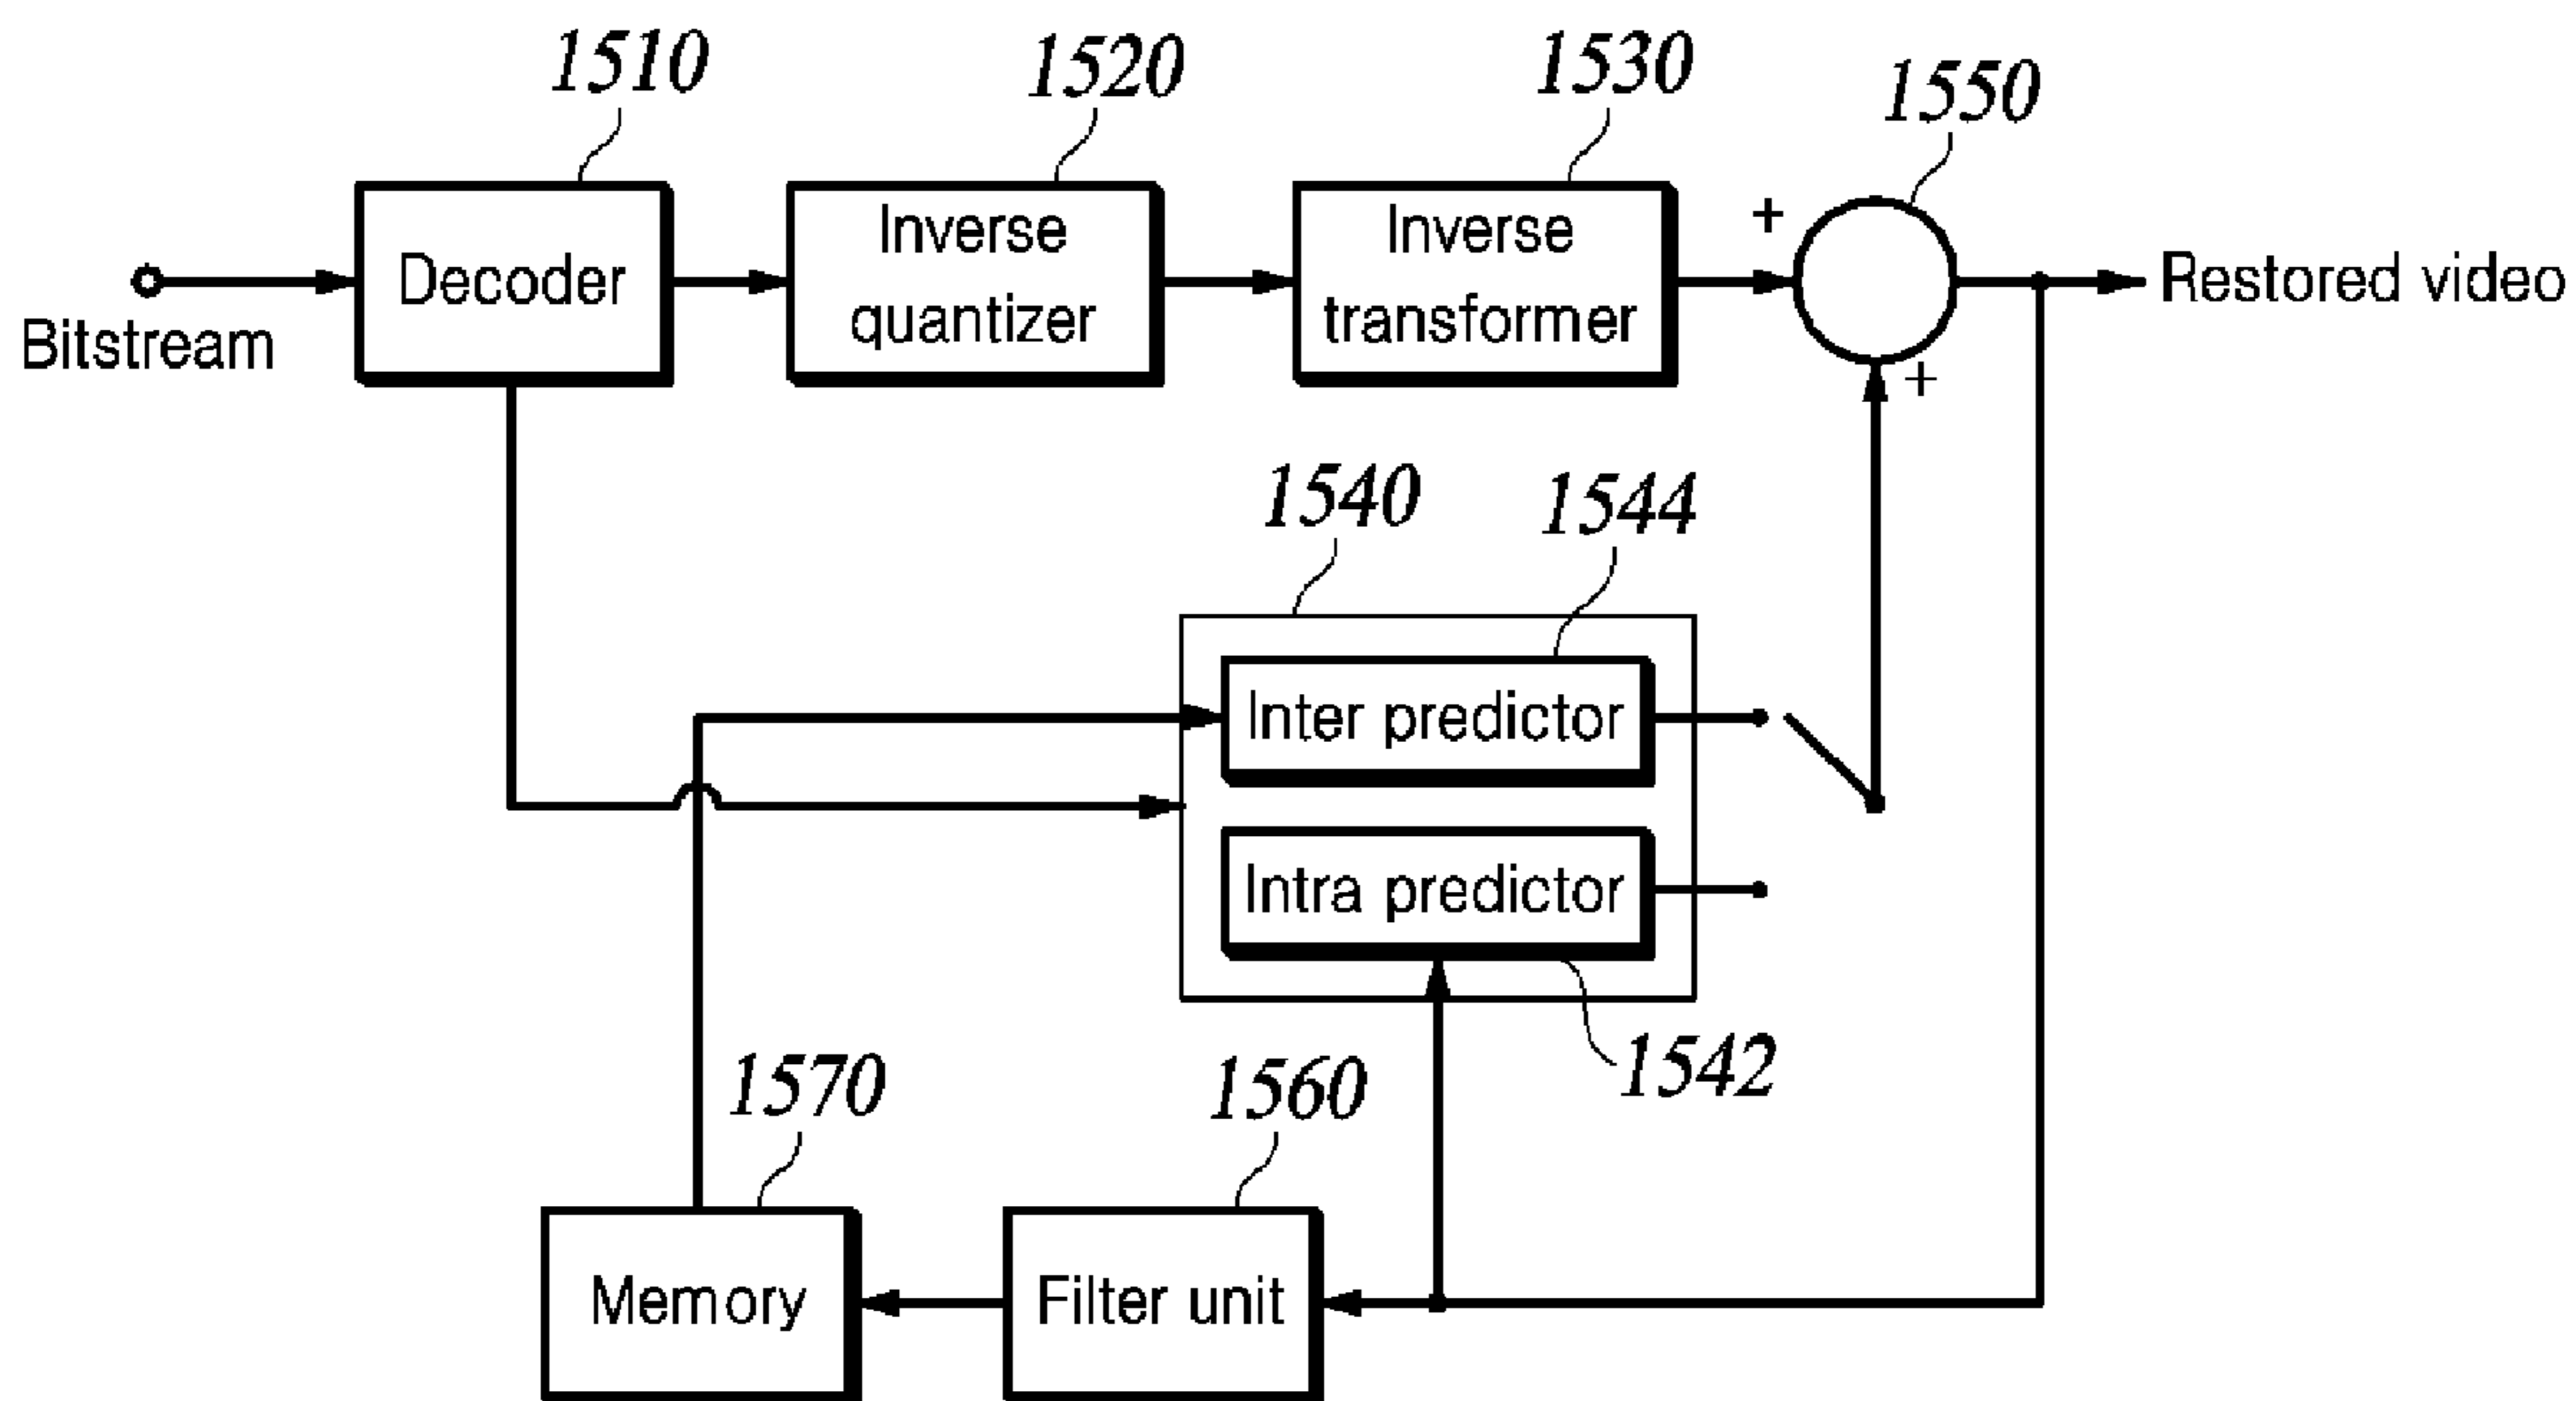 1510
1520
1530
1550
Decoder
Inverse
quantizer
Inverse
transformer
+
+
Restored video
Bitstream
1540
1544
Inter predictor
Intra predictor
1542
1570
1560
Memory
Filter unit